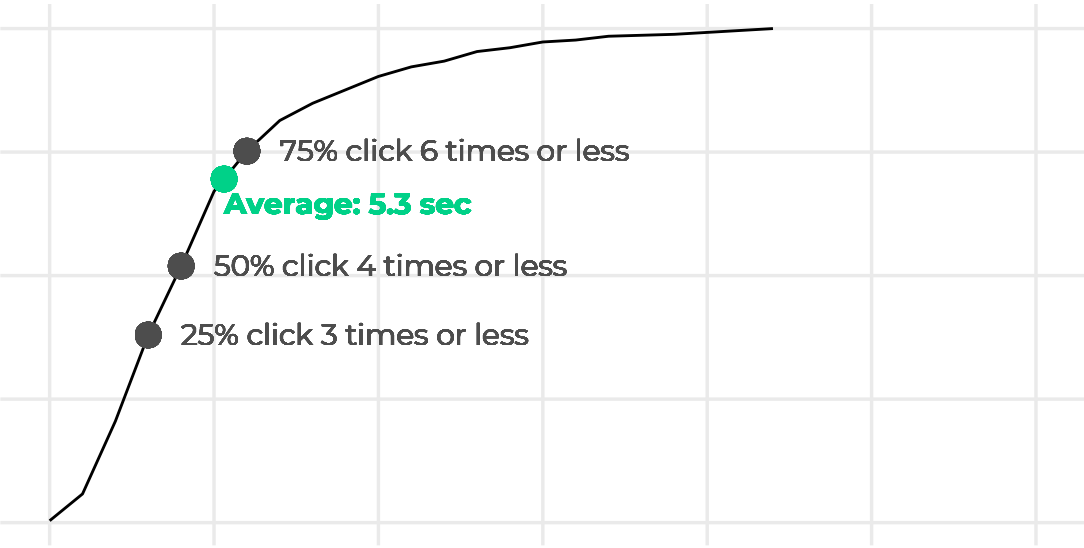 75% click 6 times or less
Average: 5.3 sec
50% click 4 times or less
25% click 3 times or less